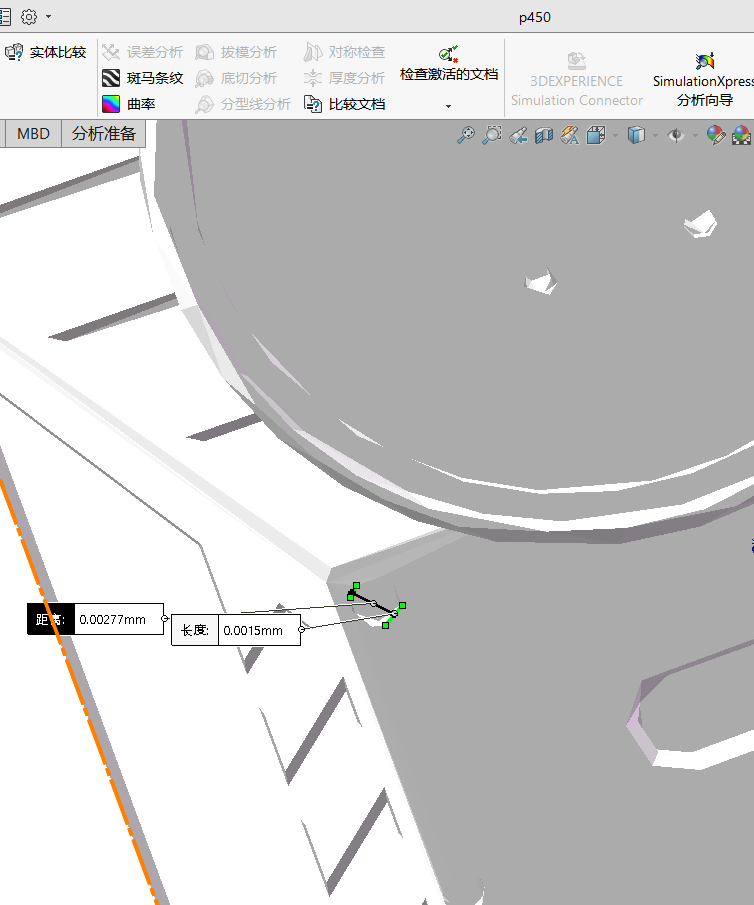 p450
实体比较
误差分析
拔模分析
对称检查
检查激活的文档
斑马条纹
底切分析
厚度分析
曲率
分型线分析
比较文档
3DEXPERIENCE
Simulation Connector
SimulationXpress
分析向导
MBD
分析准备
距离:
0.00277mm
长度:
0.0015mm